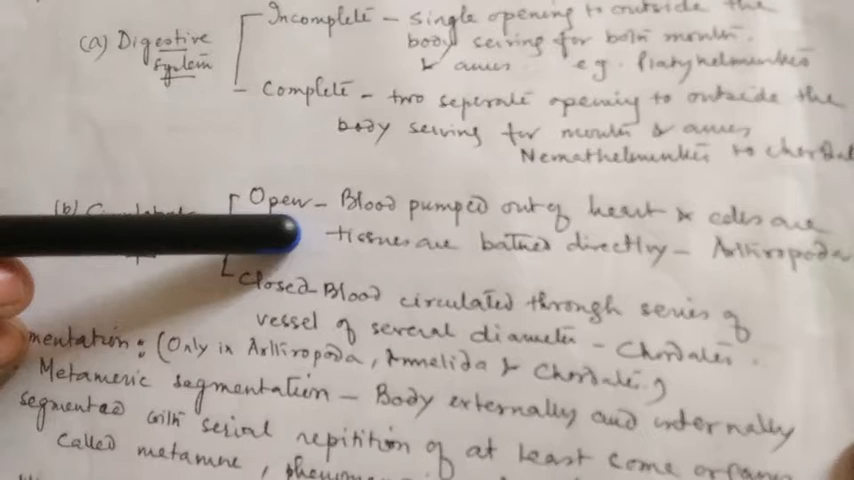 Incomplete - single opening to outside the
(a) Digestive body serving for both mouth
System & anus. e.g. Platyhelminthes
Complete - two seperate opening to outside the
body serving for mouth & anus
Nemathelminthes to chordat
(b)
Open - Blood pumped out of heart & cells are
tissues are bathed directly - Arthropoda
Closed - Blood circulated through series of
vessel of several diameter - Chordates.
mentation: (Only in Arthropoda, Annelida & Chordates)
Metameric segmentation - Body externally and internally
segmented with serial repitition of at least some organs
called metamere,